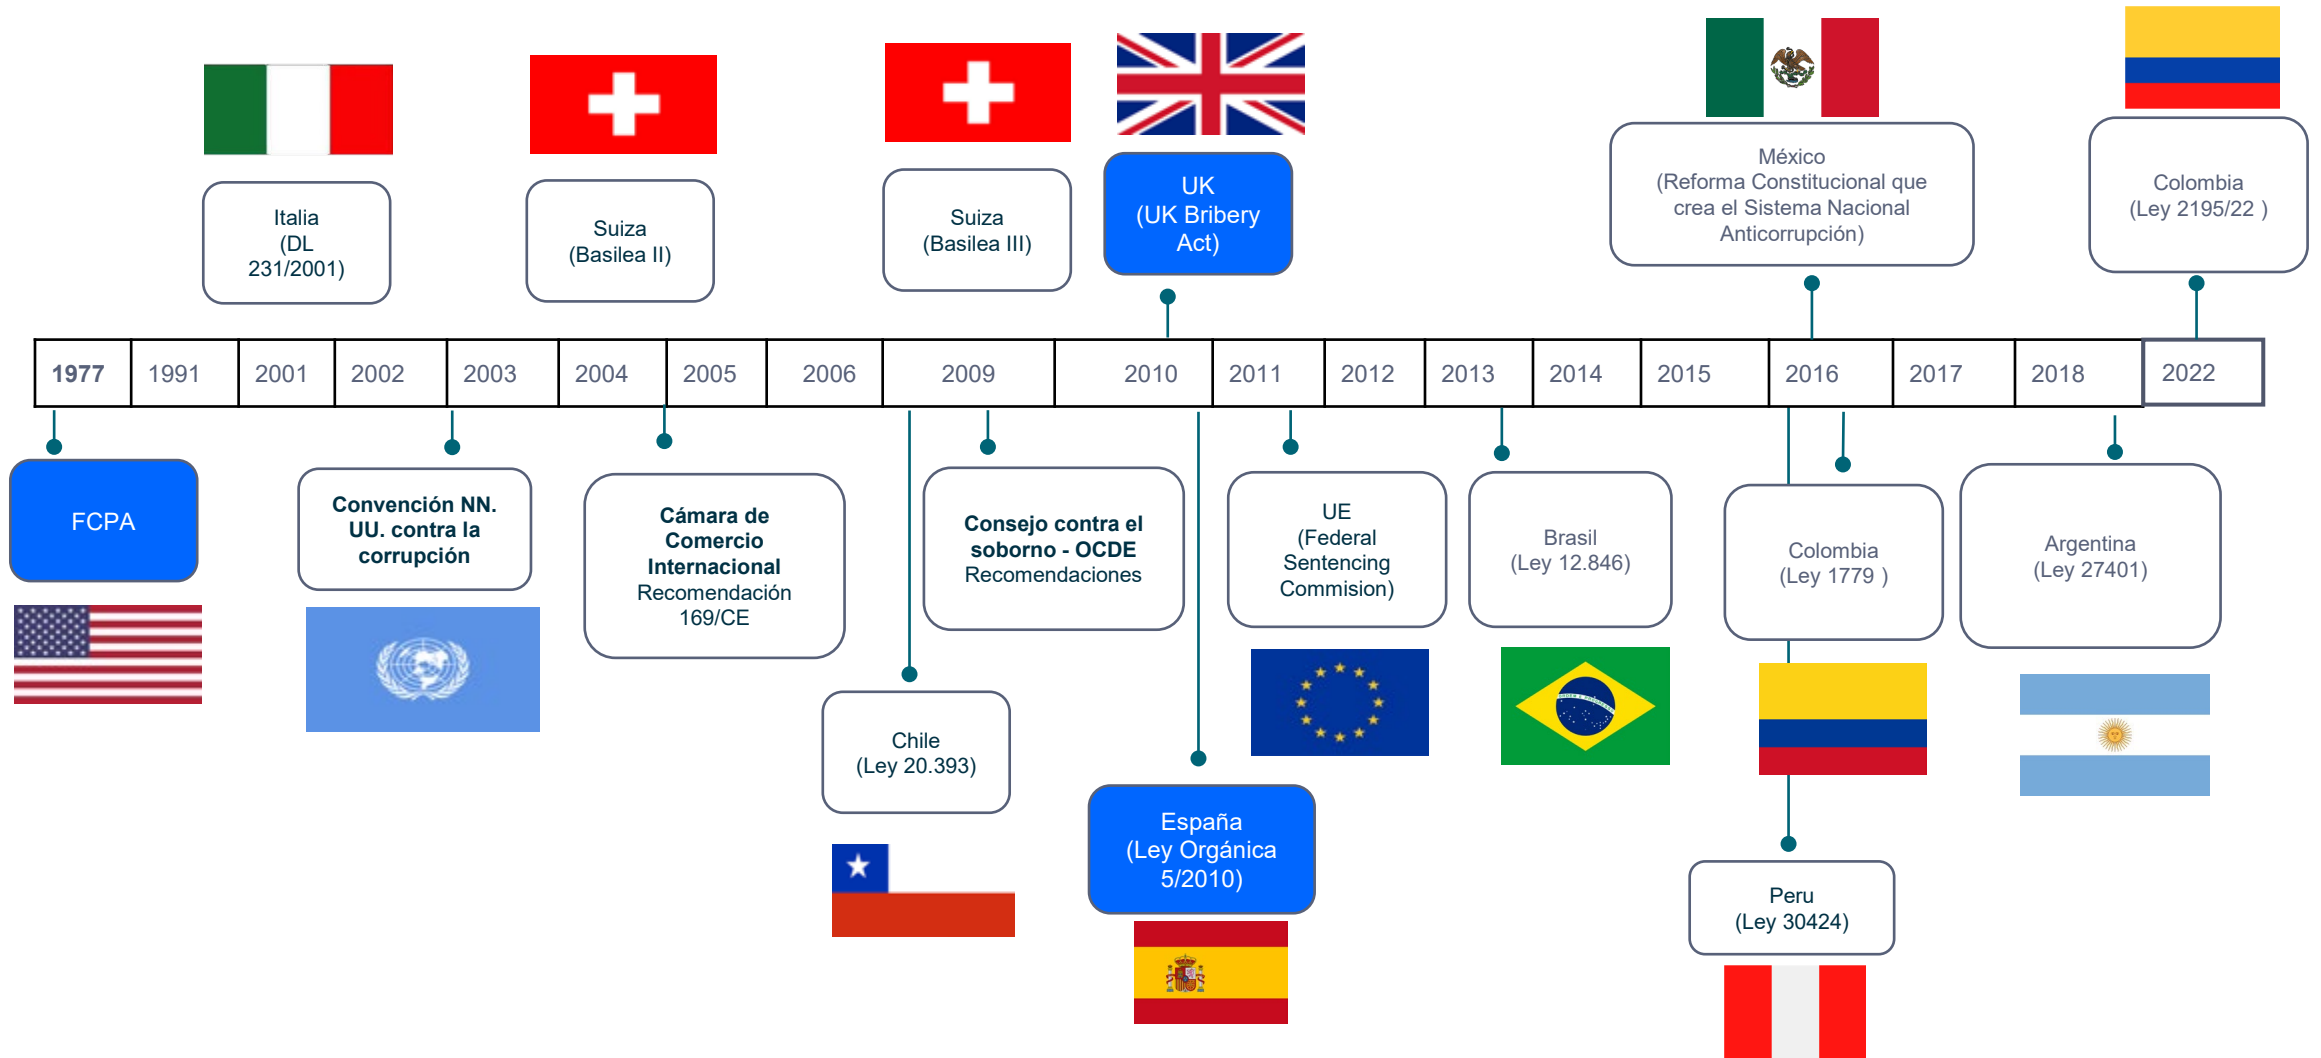 Italia
(DL
231/2001)
Suiza
(Basilea II)
Suiza
(Basilea III)
UK
(UK Bribery
Act)
México
(Reforma Constitucional que
crea el Sistema Nacional
Anticorrupción)
Colombia
(Ley 2195/22 )
1977 1991 2001 2002 2003 2004 2005 2006 2009 2010 2011 2012 2013 2014 2015 2016 2017 2018 2022
FCPA
Convención NN.
UU. contra la
corrupción
Cámara de
Comercio
Internacional
Recomendación
169/CE
Chile
(Ley 20.393)
Consejo contra el
soborno - OCDE
Recomendaciones
España
(Ley Orgánica
5/2010)
UE
(Federal
Sentencing
Commision)
Brasil
(Ley 12.846)
Colombia
(Ley 1779 )
Peru
(Ley 30424)
Argentina
(Ley 27401)